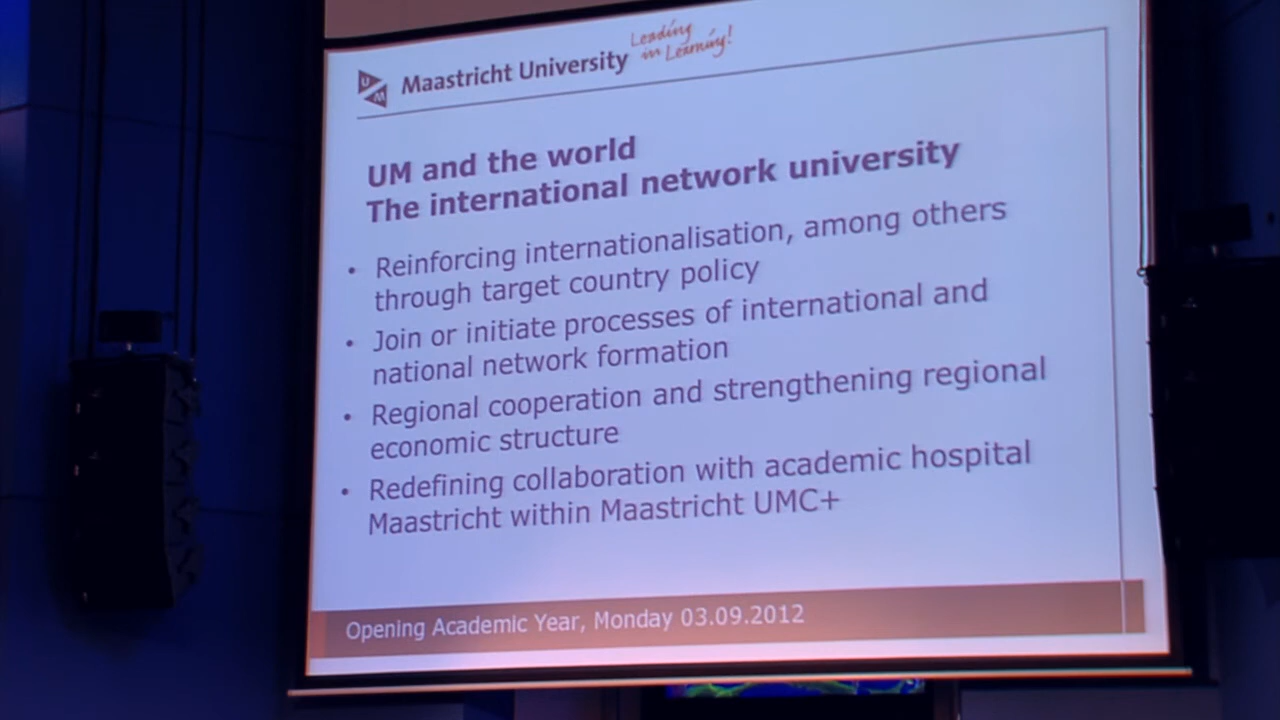 U
M
Maastricht University
Leading
in Learning!
UM and the world
The international network university
• Reinforcing internationalisation, among others
through target country policy
• Join or initiate processes of international and
national network formation
• Regional cooperation and strengthening regional
economic structure
• Redefining collaboration with academic hospital
Maastricht within Maastricht UMC+
Opening Academic Year, Monday 03.09.2012